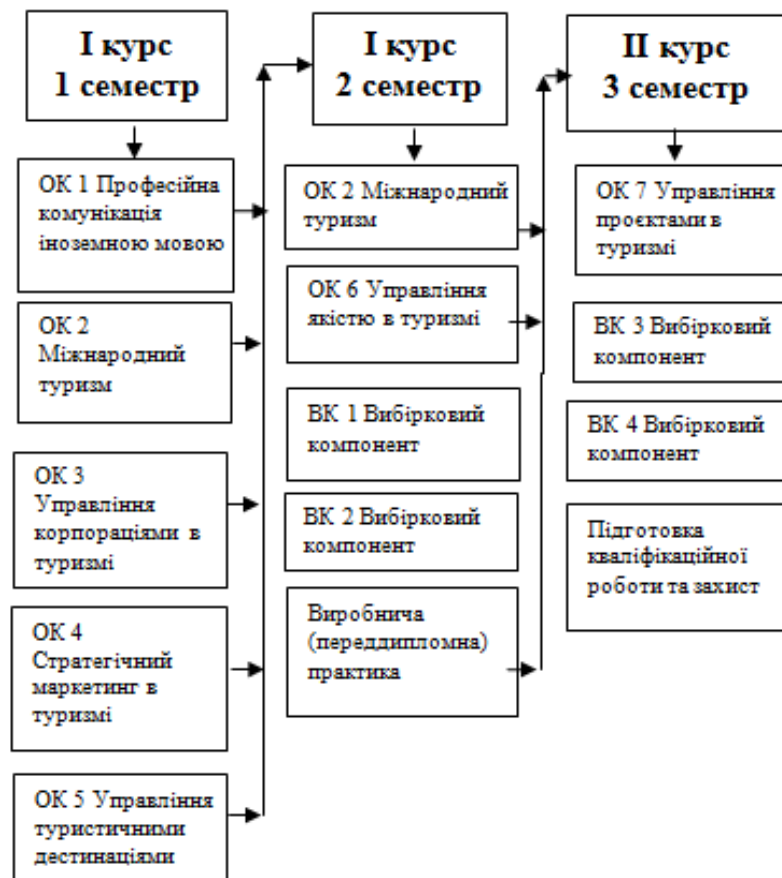 І курс
1 семестр
ОК 1 Професійна
комунікація
іноземною мовою
ОК 2
Міжнародний
туризм
ОК 3
Управління
корпораціями в
туризмі
ОК 4
Стратегічний
маркетинг в
туризмі
ОК 5 Управління
туристичними
дестинаціями
І курс
2 семестр
ОК 2 Міжнародний
туризм
ОК 6 Управління
якістю в туризмі
ВК 1 Вибірковий
компонент
ВК 2 Вибірковий
компонент
Виробнича
(переддипломна)
практика
ІІ курс
3 семестр
ОК 7 Управління
проєктами в
туризмі
ВК 3 Вибірковий
компонент
ВК 4 Вибірковий
компонент
Підготовка
кваліфікаційної
роботи та захист